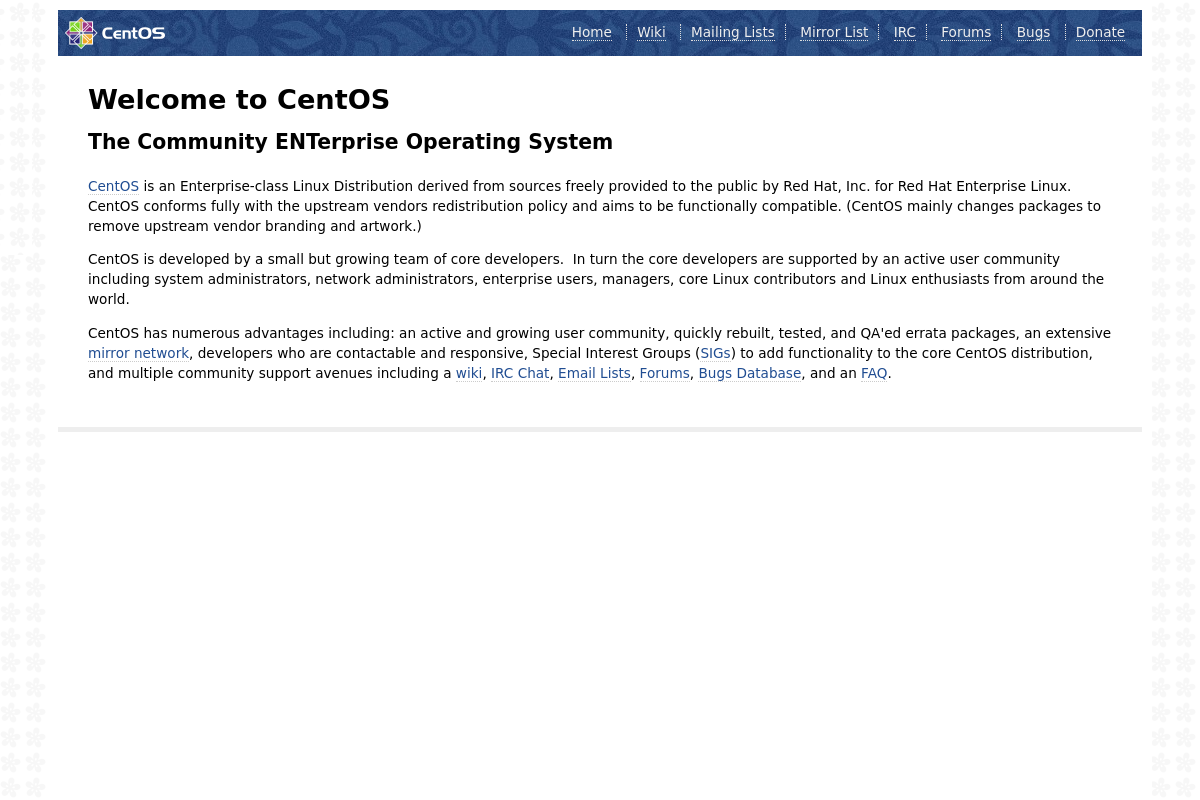 CentOS
Home Wiki Mailing Lists Mirror List IRC Forums Bugs Donate
Welcome to CentOS
The Community ENTerprise Operating System
CentOS is an Enterprise-class Linux Distribution derived from sources freely provided to the public by Red Hat, Inc. for Red Hat Enterprise Linux.
CentOS conforms fully with the upstream vendors redistribution policy and aims to be functionally compatible. (CentOS mainly changes packages to
remove upstream vendor branding and artwork.)
CentOS is developed by a small but growing team of core developers.  In turn the core developers are supported by an active user community
including system administrators, network administrators, enterprise users, managers, core Linux contributors and Linux enthusiasts from around the
world.
CentOS has numerous advantages including: an active and growing user community, quickly rebuilt, tested, and QA'ed errata packages, an extensive
mirror network, developers who are contactable and responsive, Special Interest Groups (SIGs) to add functionality to the core CentOS distribution,
and multiple community support avenues including a wiki, IRC Chat, Email Lists, Forums, Bugs Database, and an FAQ.